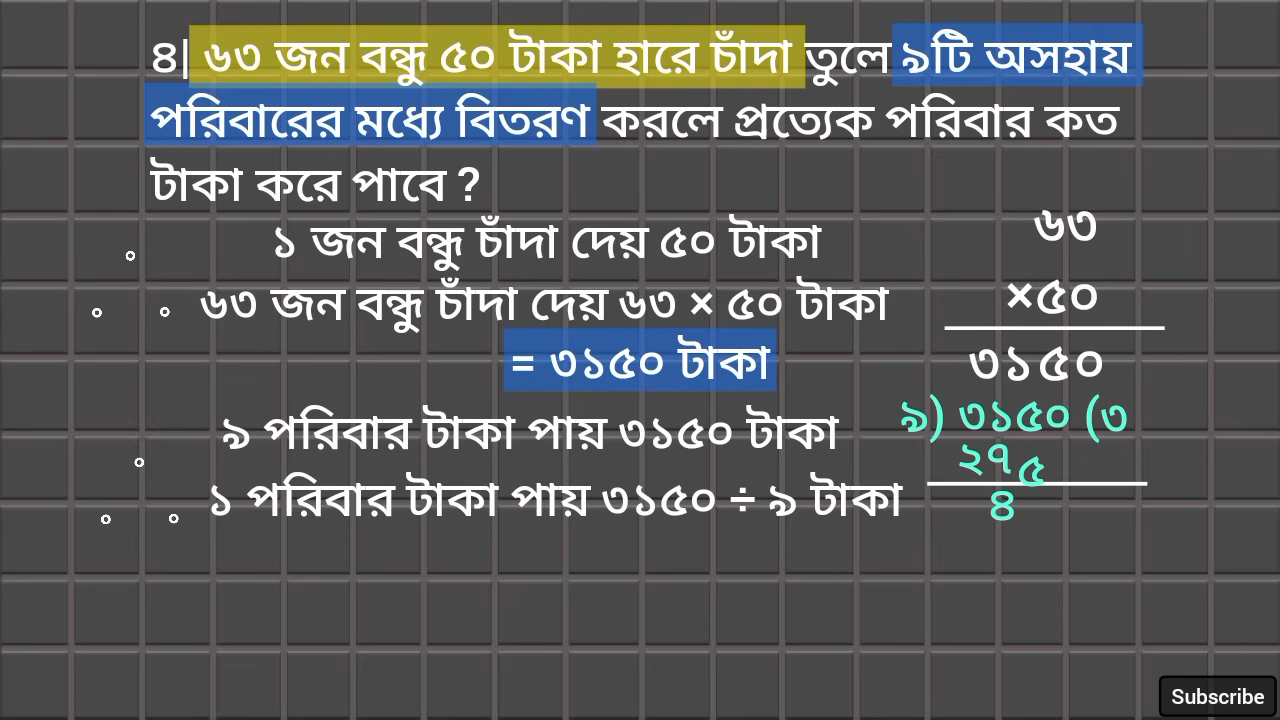 ৪| ৬৩ জন বন্ধু ৫০ টাকা হারে চাঁদা তুলে ৯টি অসহায়
পরিবারের মধ্যে বিতরণ করলে প্রত্যেক পরিবার কত
টাকা করে পাবে ?
১ জন বন্ধু চাঁদা দেয় ৫০ টাকা
৬৩ জন বন্ধু চাঁদা দেয় ৬৩ × ৫০ টাকা
= ৩১৫০ টাকা
৯ পরিবার টাকা পায় ৩১৫০ টাকা
১ পরিবার টাকা পায় ৩১৫০ ÷ ৯ টাকা
৬৩
×৫০
৩১৫০
৯) ৩১৫০ (৩
২৭ ৫
৪
Subscribe